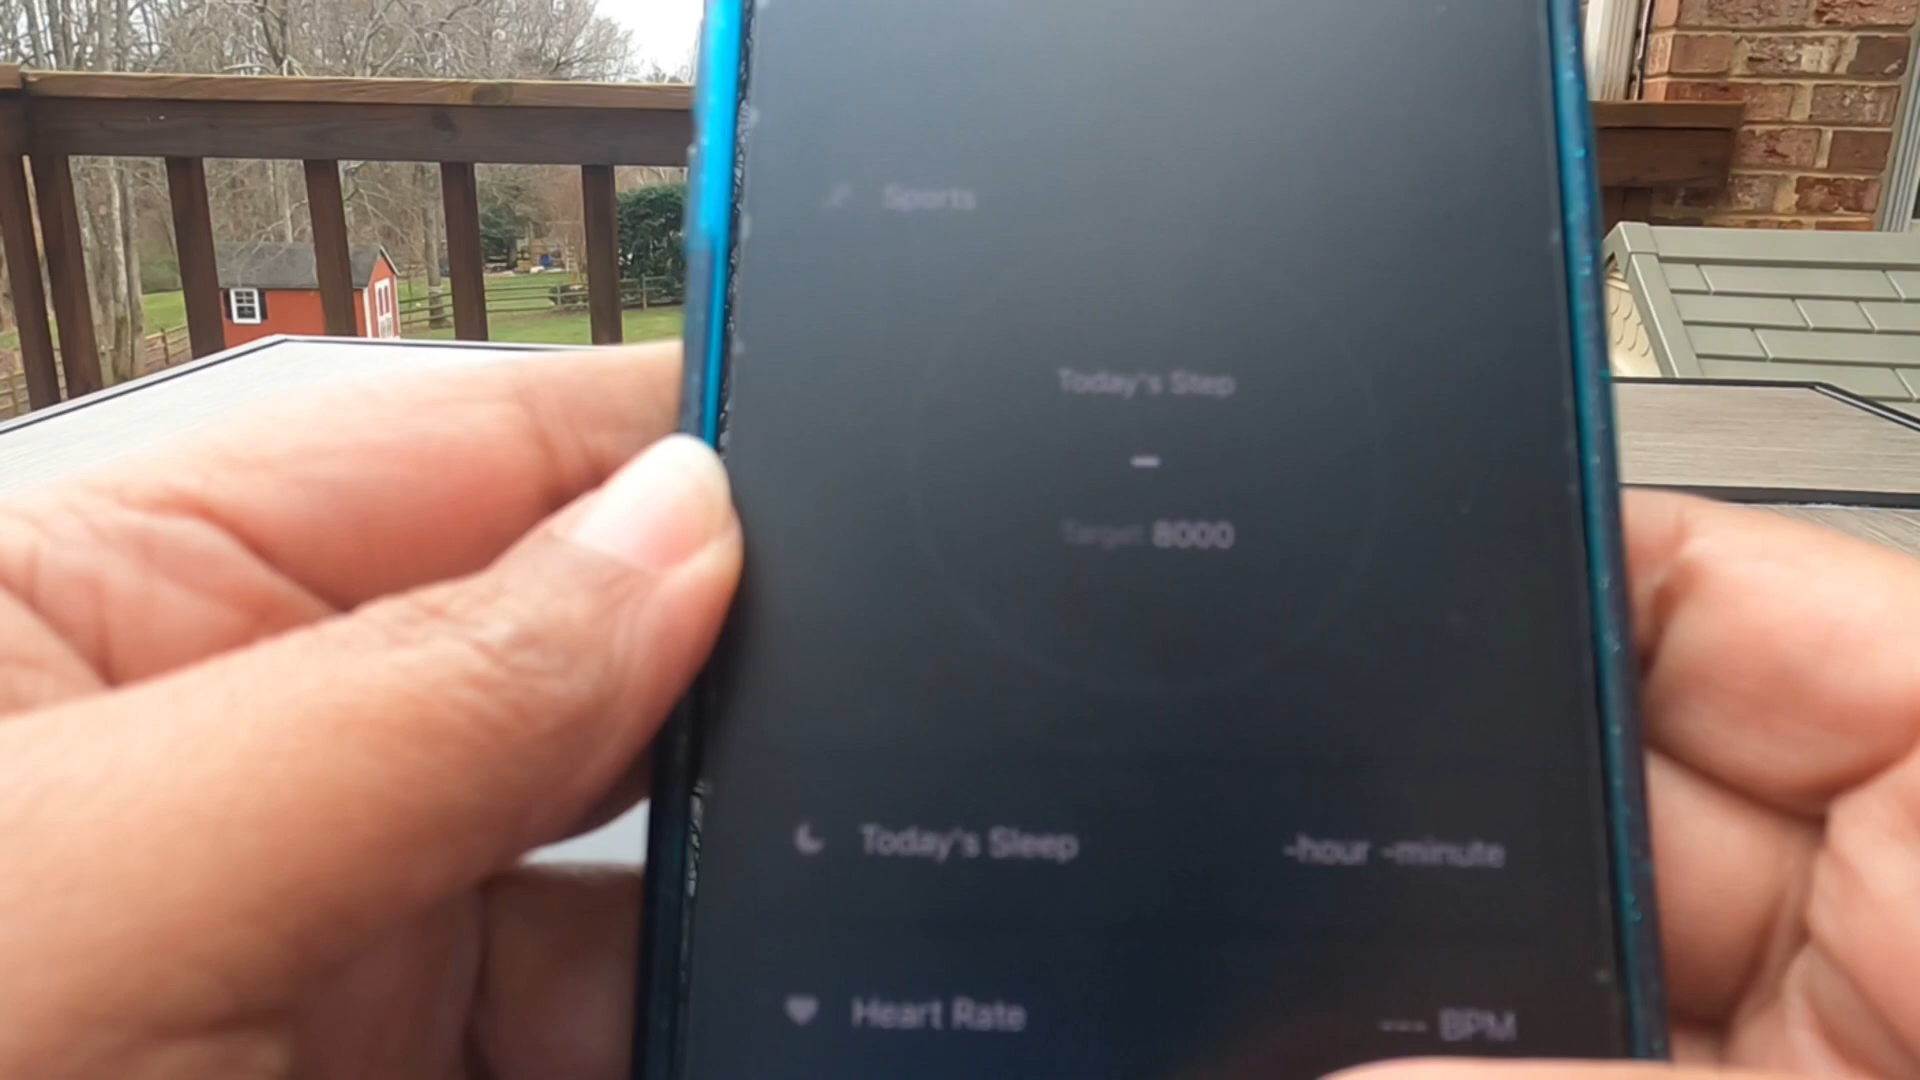 Sports
Today's Step
–
Target 8000
Today's Sleep -hour -minute
Heart Rate --- BPM